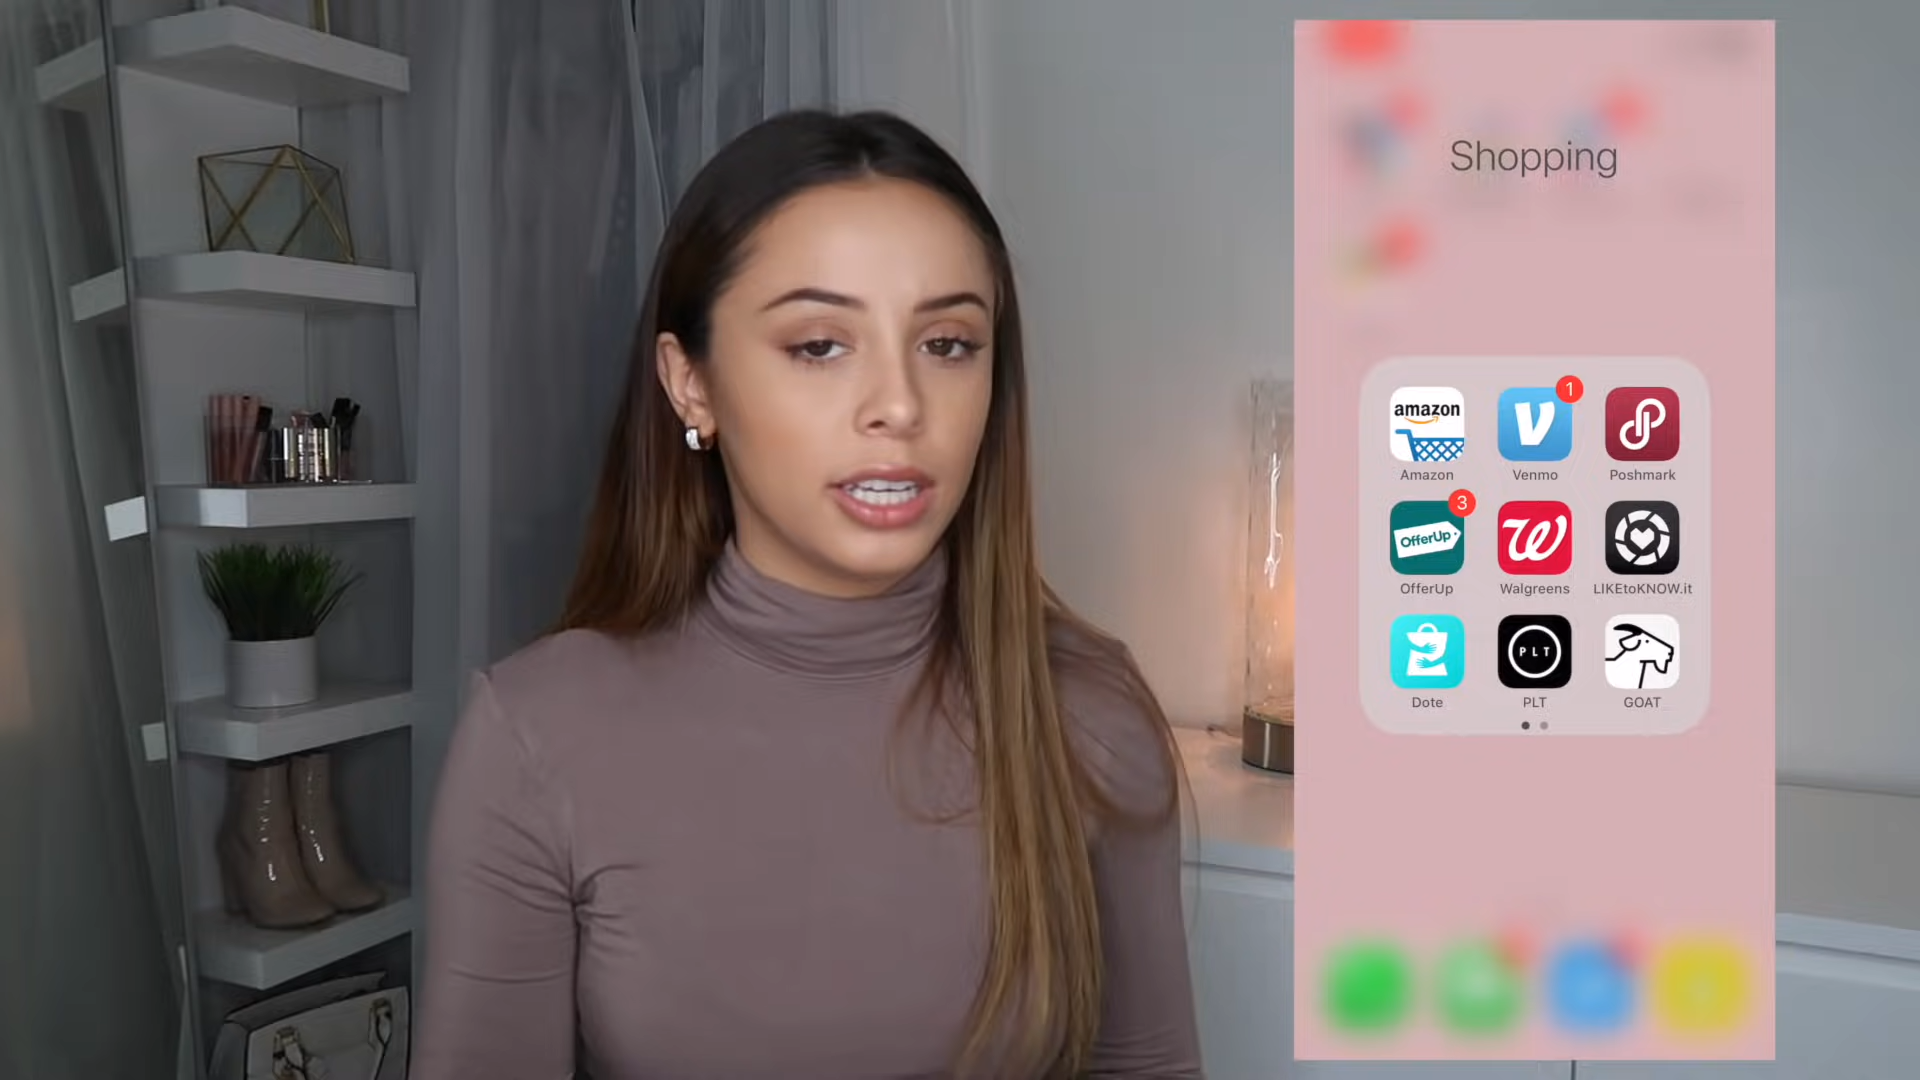 Shopping
amazon
1
Amazon
Venmo
Poshmark
OfferUp
3
OfferUp
Walgreens
LIKEtoKNOW.it
PLT
Dote
PLT
GOAT